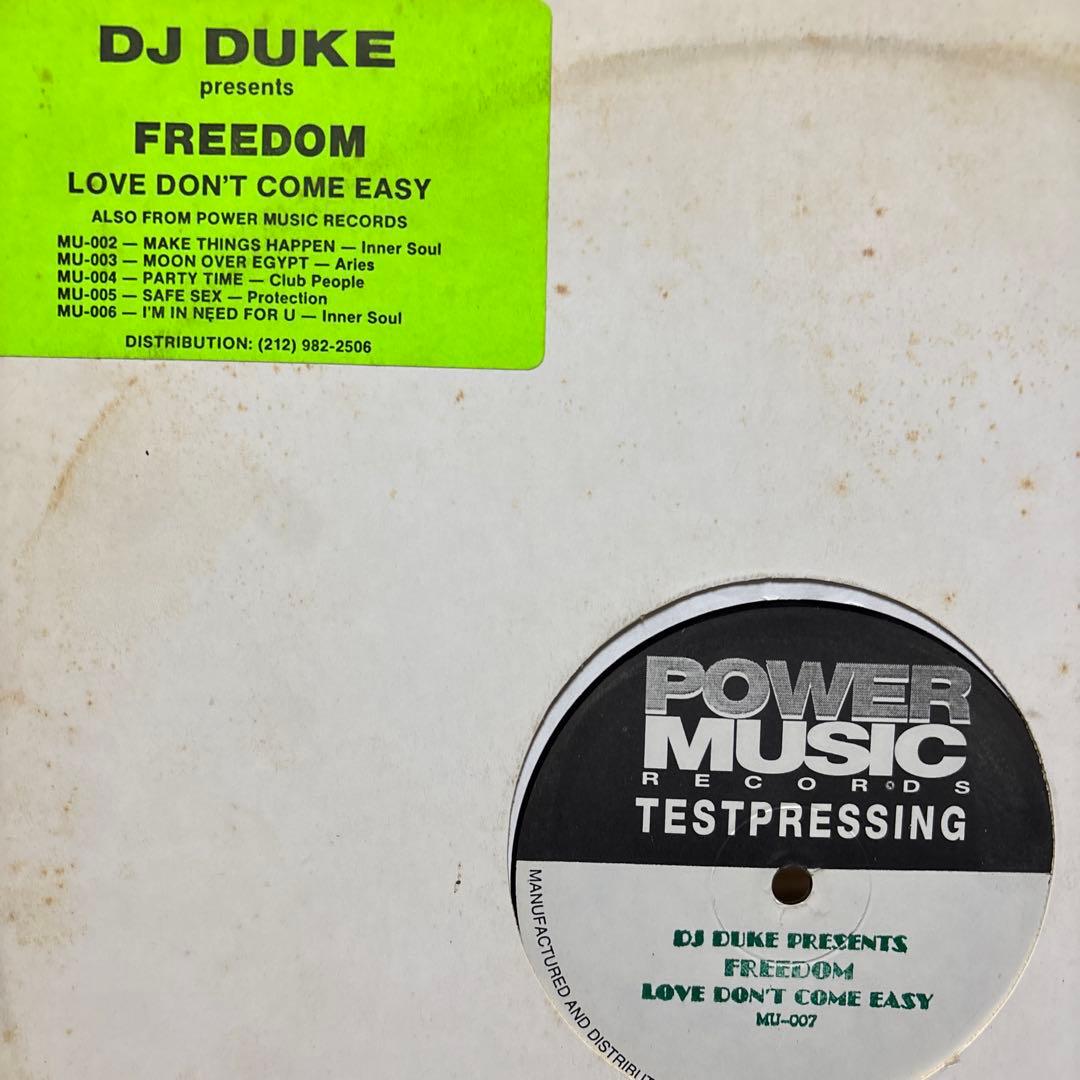 DJ DUKE
presents
FREEDOM
LOVE DON'T COME EASY
ALSO FROM POWER MUSIC RECORDS
MU-002 — MAKE THINGS HAPPEN — Inner Soul
MU-003 — MOON OVER EGYPT — Aries
MU-004 — PARTY TIME — Club People
MU-005 — SAFE SEX — Protection
MU-006 — I'M IN NEED FOR U — Inner Soul
DISTRIBUTION: (212) 982-2506
POWER
MUSIC
RECORDS
TESTPRESSING
DJ DUKE PRESENTS
FREEDOM
LOVE DON'T COME EASY
MU-007
MANUFACTURED AND